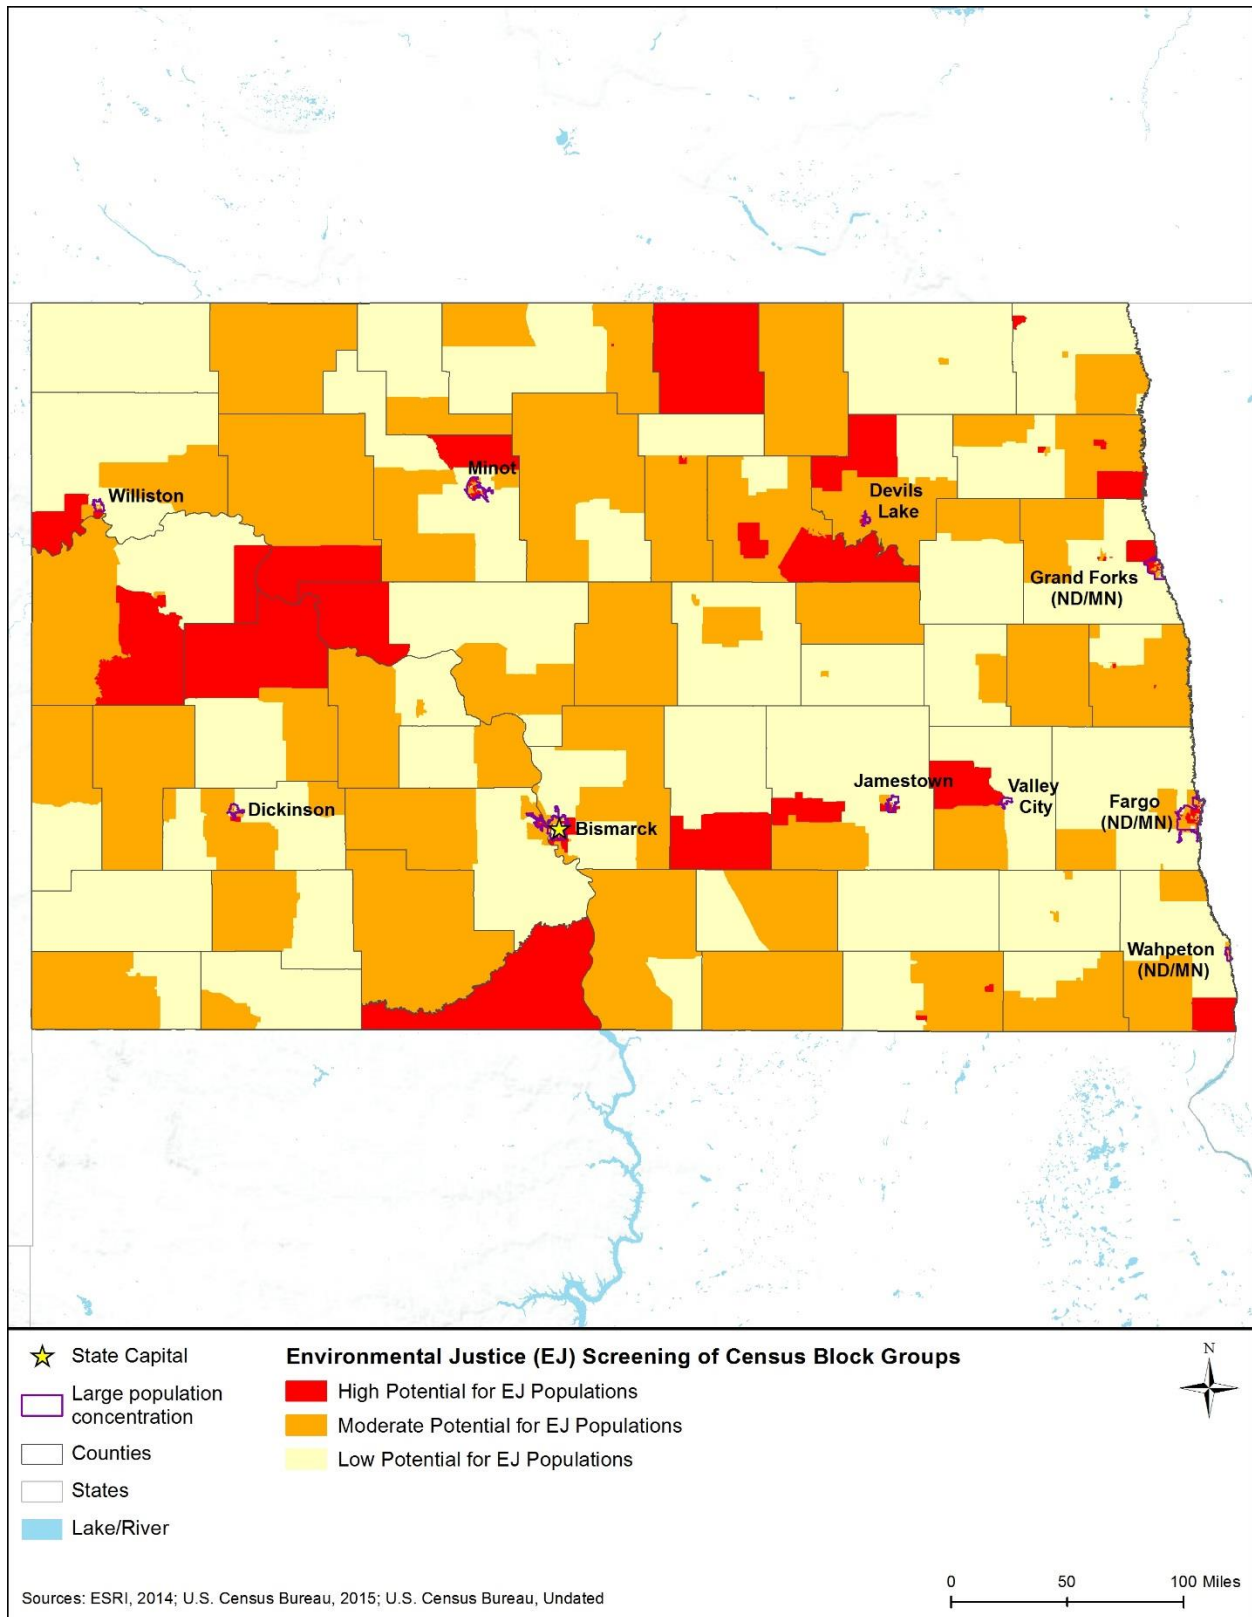 Minot
Williston
Devils
Lake
Grand Forks
(ND/MN)
Dickinson
Bismarck
Jamestown
Valley
City
Fargo
(ND/MN)
Wahpeton
(ND/MN)
State Capital
Large population
concentration
Counties
States
Lake/River
Environmental Justice (EJ) Screening of Census Block Groups
High Potential for EJ Populations
Moderate Potential for EJ Populations
Low Potential for EJ Populations
N
0 50 100 Miles
Sources: ESRI, 2014; U.S. Census Bureau, 2015; U.S. Census Bureau, Undated